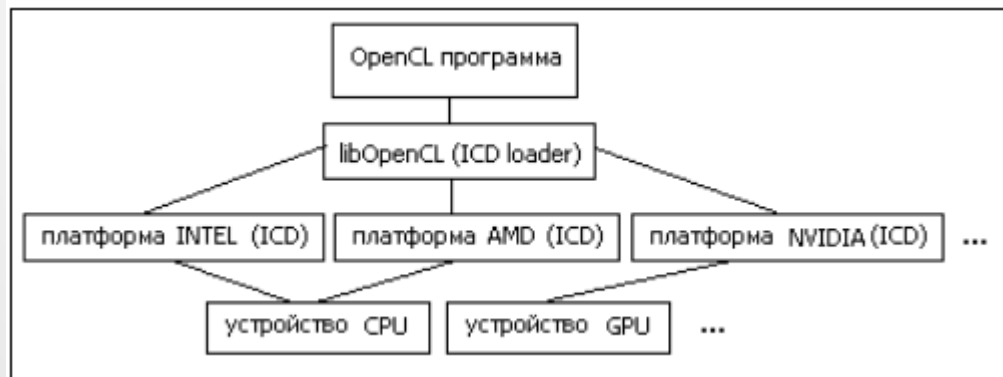 OpenCL программа
libOpenCL (ICD loader)
платформа INTEL (ICD)
платформа AMD (ICD)
платформа NVIDIA (ICD)
...
устройство CPU
устройство GPU
...